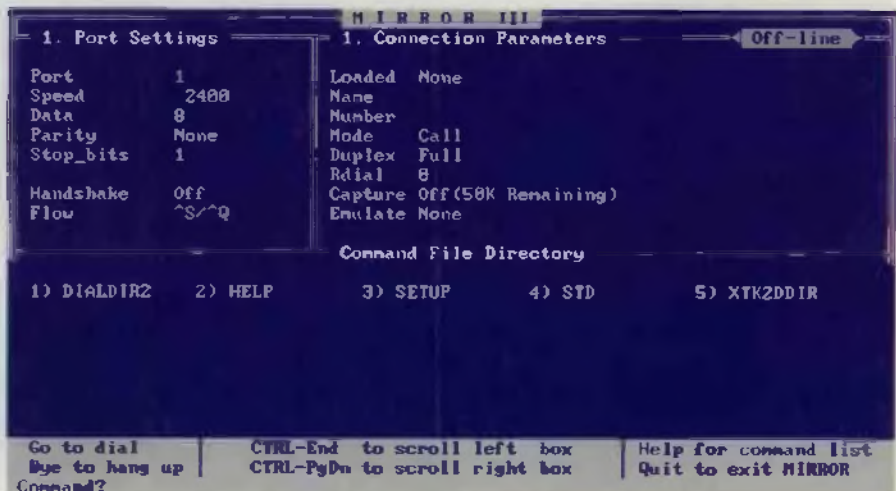 MIRROR III
1. Port Settings
Port 1
Speed 2400
Data 8
Parity None
Stop_bits 1
Handshake Off
Flow ^S/^Q
1. Connection Parameters
Off-line
Loaded None
Name
Number
Mode Call
Duplex Full
Rdial 0
Capture Off(50K Remaining)
Emulate None
Command File Directory
1) DIALDIR2 2) HELP 3) SETUP 4) STD 5) XTK2DDIR
Go to dial
Bye to hang up
CTRL-End to scroll left box
CTRL-PgDn to scroll right box
Help for command list
Quit to exit MIRROR
Command?